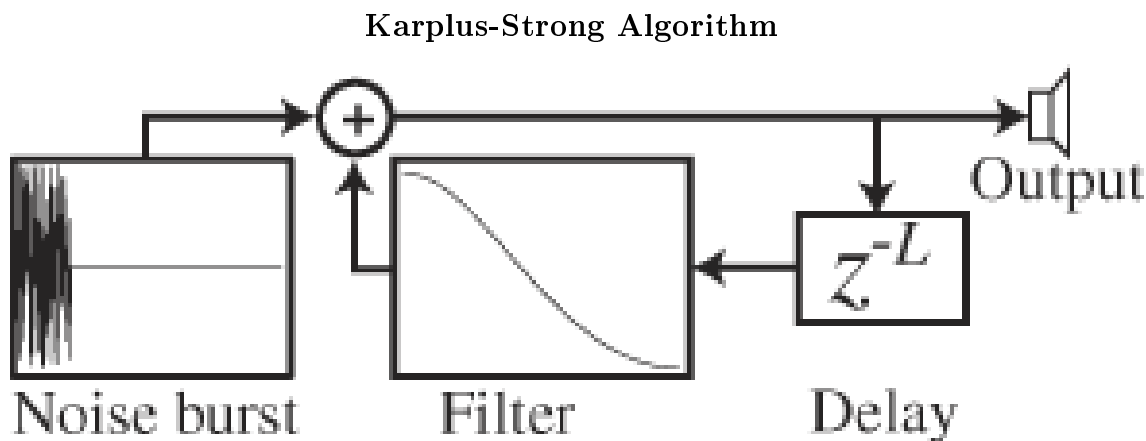 Karplus-Strong Algorithm
+
Output
z^-L
Noise burst
Filter
Delay